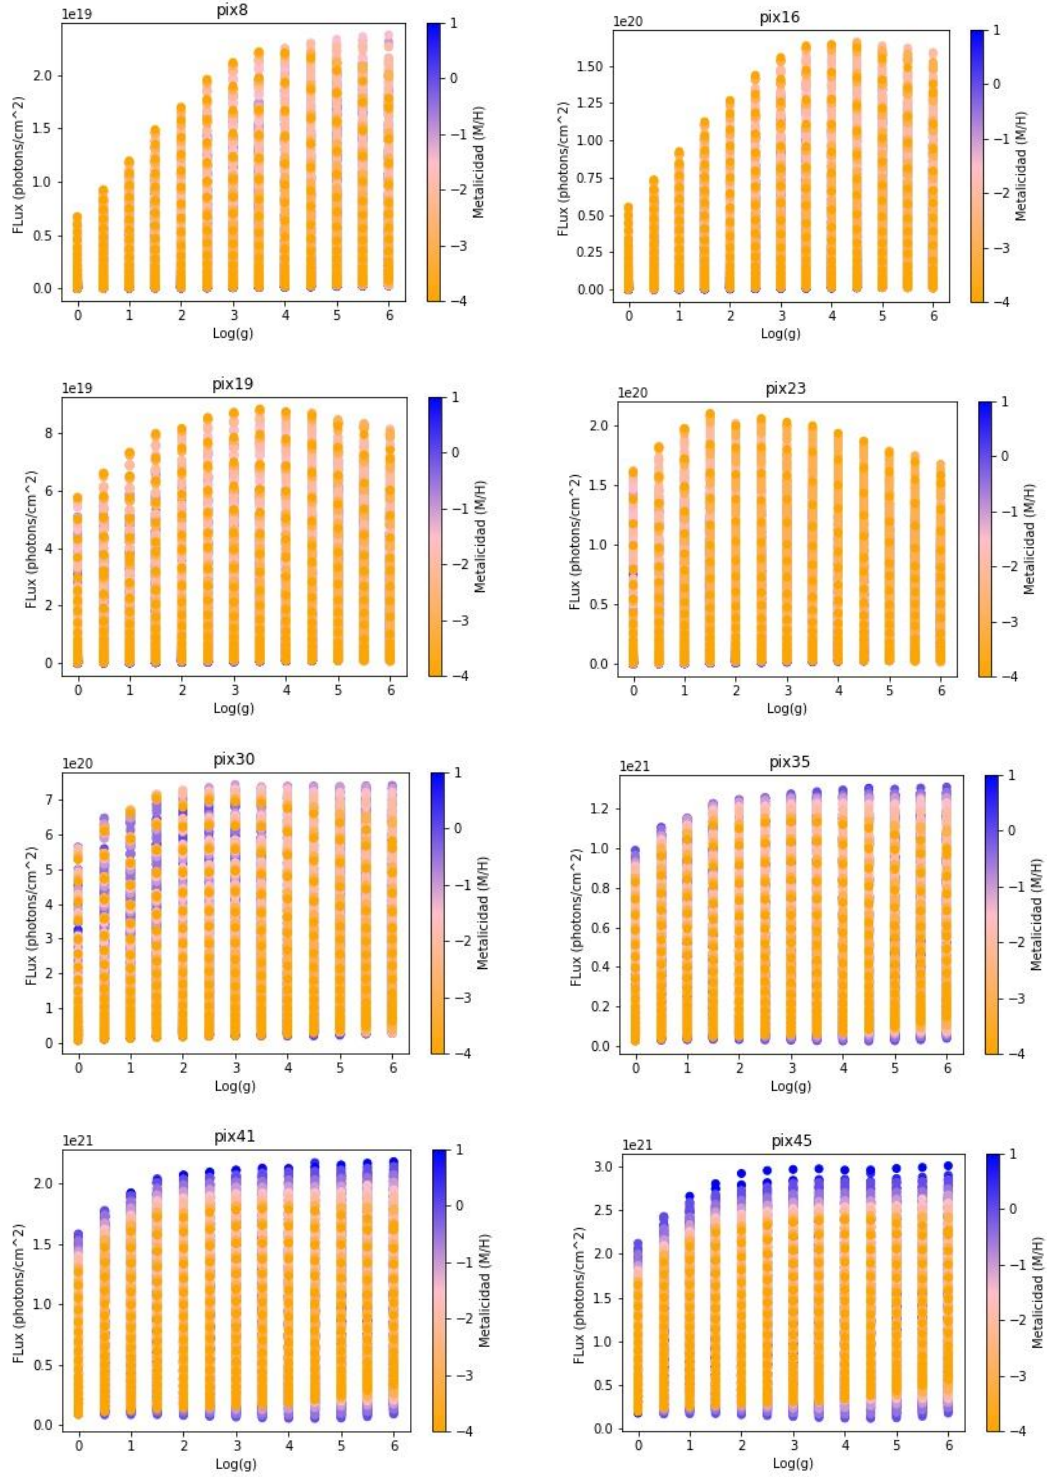 pix8
1e19
FLux (photons/cm^2)
2.0
1.5
1.0
0.5
0.0
0 1 2 3 4 5 6
Log(g)
1
0
−1
−2
−3
−4
Metalicidad (M/H)
pix16
1e20
FLux (photons/cm^2)
1.50
1.25
1.00
0.75
0.50
0.25
0.00
0 1 2 3 4 5 6
Log(g)
1
0
−1
−2
−3
−4
Metalicidad (M/H)
pix19
1e19
FLux (photons/cm^2)
8
6
4
2
0
0 1 2 3 4 5 6
Log(g)
1
0
−1
−2
−3
−4
Metalicidad (M/H)
pix23
1e20
FLux (photons/cm^2)
2.0
1.5
1.0
0.5
0.0
0 1 2 3 4 5 6
Log(g)
1
0
−1
−2
−3
−4
Metalicidad (M/H)
pix30
1e20
FLux (photons/cm^2)
7
6
5
4
3
2
1
0
0 1 2 3 4 5 6
Log(g)
1
0
−1
−2
−3
−4
Metalicidad (M/H)
pix35
1e21
FLux (photons/cm^2)
1.2
1.0
0.8
0.6
0.4
0.2
0.0
0 1 2 3 4 5 6
Log(g)
1
0
−1
−2
−3
−4
Metalicidad (M/H)
pix41
1e21
FLux (photons/cm^2)
2.0
1.5
1.0
0.5
0.0
0 1 2 3 4 5 6
Log(g)
1
0
−1
−2
−3
−4
Metalicidad (M/H)
pix45
1e21
FLux (photons/cm^2)
3.0
2.5
2.0
1.5
1.0
0.5
0.0
0 1 2 3 4 5 6
Log(g)
1
0
−1
−2
−3
−4
Metalicidad (M/H)